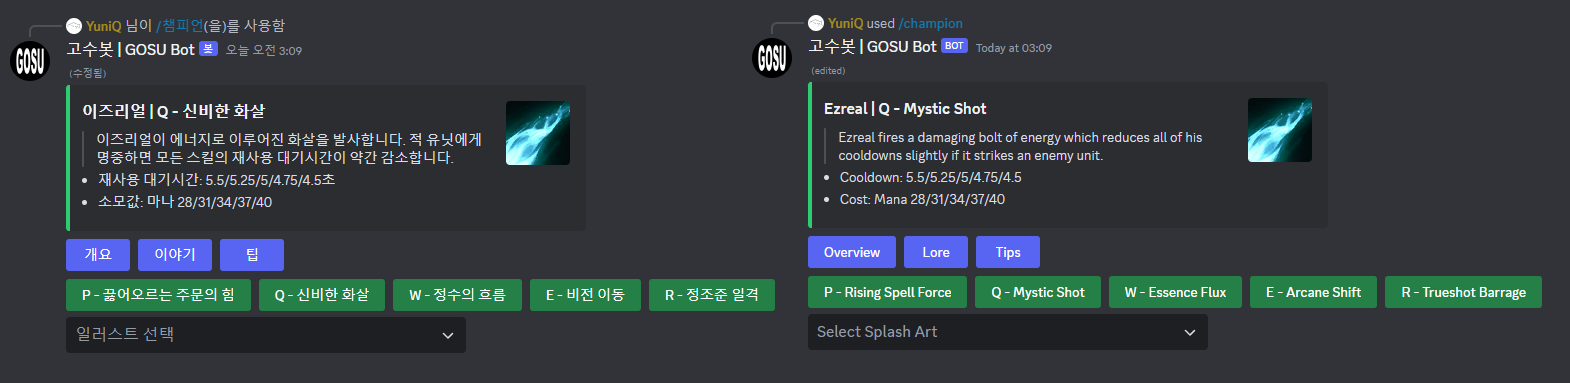 YuniQ 님이 /챔피언(을)를 사용함
GOSU
고수봇 | GOSU Bot 봇 오늘 오전 3:09
(수정됨)
이즈리얼 | Q - 신비한 화살
이즈리얼이 에너지로 이루어진 화살을 발사합니다. 적 유닛에게
명중하면 모든 스킬의 재사용 대기시간이 약간 감소합니다.
• 재사용 대기시간: 5.5/5.25/5/4.75/4.5초
• 소모값: 마나 28/31/34/37/40
개요 이야기 팁
P - 끓어오르는 주문의 힘 Q - 신비한 화살 W - 정수의 흐름 E - 비전 이동 R - 정조준 일격
일러스트 선택
YuniQ used /champion
GOSU
고수봇 | GOSU Bot BOT Today at 03:09
(edited)
Ezreal | Q - Mystic Shot
Ezreal fires a damaging bolt of energy which reduces all of his
cooldowns slightly if it strikes an enemy unit.
• Cooldown: 5.5/5.25/5/4.75/4.5
• Cost: Mana 28/31/34/37/40
Overview Lore Tips
P - Rising Spell Force Q - Mystic Shot W - Essence Flux E - Arcane Shift R - Trueshot Barrage
Select Splash Art